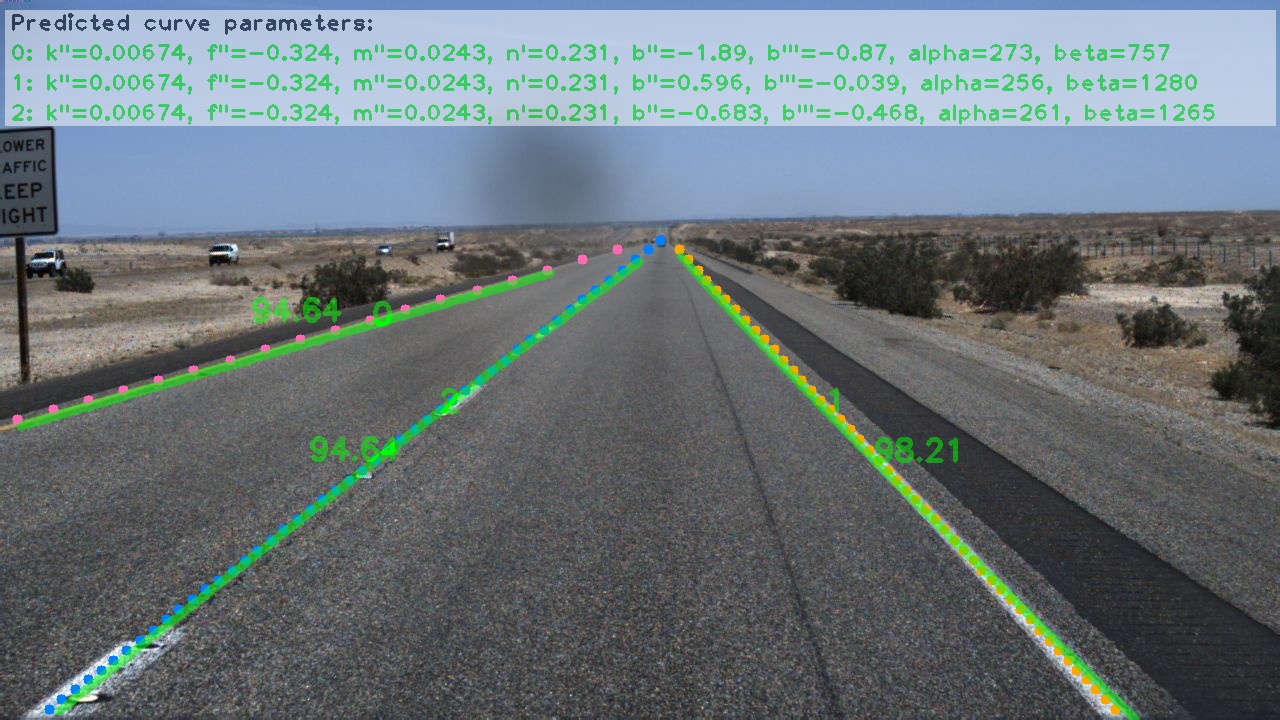 Predicted curve parameters:
0: k"=0.00674, f"=-0.324, m"=0.0243, n'=0.231, b"=-1.89, b'"=-0.87, alpha=273, beta=757
1: k"=0.00674, f"=-0.324, m"=0.0243, n'=0.231, b"=0.596, b'"=-0.039, alpha=256, beta=1280
2: k"=0.00674, f"=-0.324, m"=0.0243, n'=0.231, b"=-0.683, b'"=-0.468, alpha=261, beta=1265
LOWER
AFFIC
EEP
IGHT
94.64 0
2 1
94.64 98.21